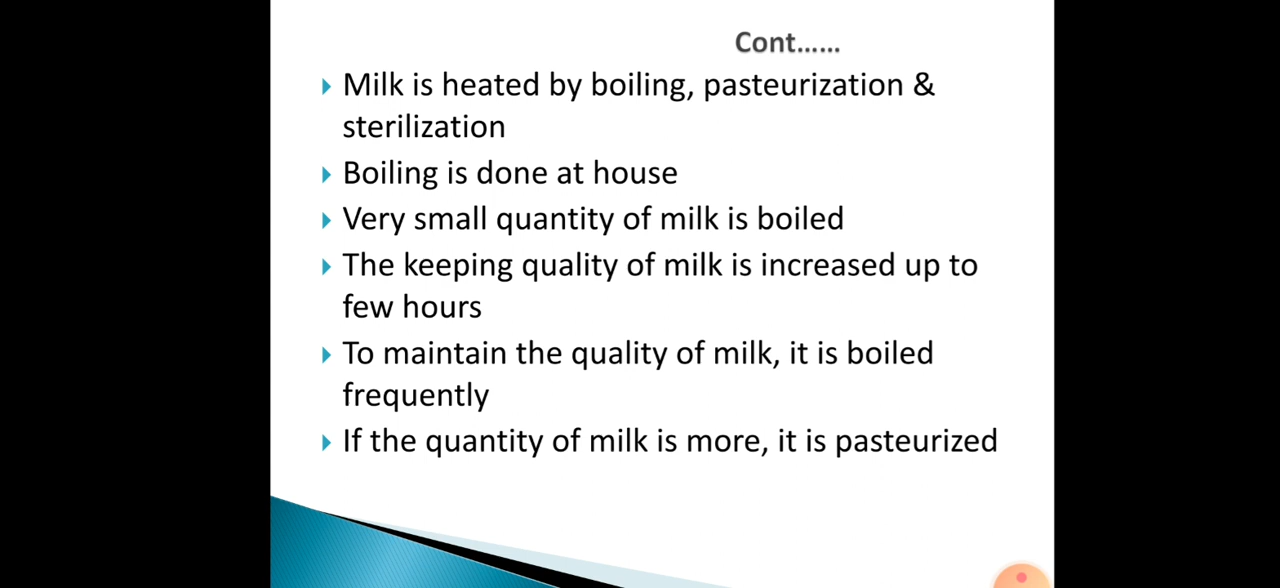 Cont......
Milk is heated by boiling, pasteurization &
sterilization
Boiling is done at house
Very small quantity of milk is boiled
The keeping quality of milk is increased up to
few hours
To maintain the quality of milk, it is boiled
frequently
If the quantity of milk is more, it is pasteurized